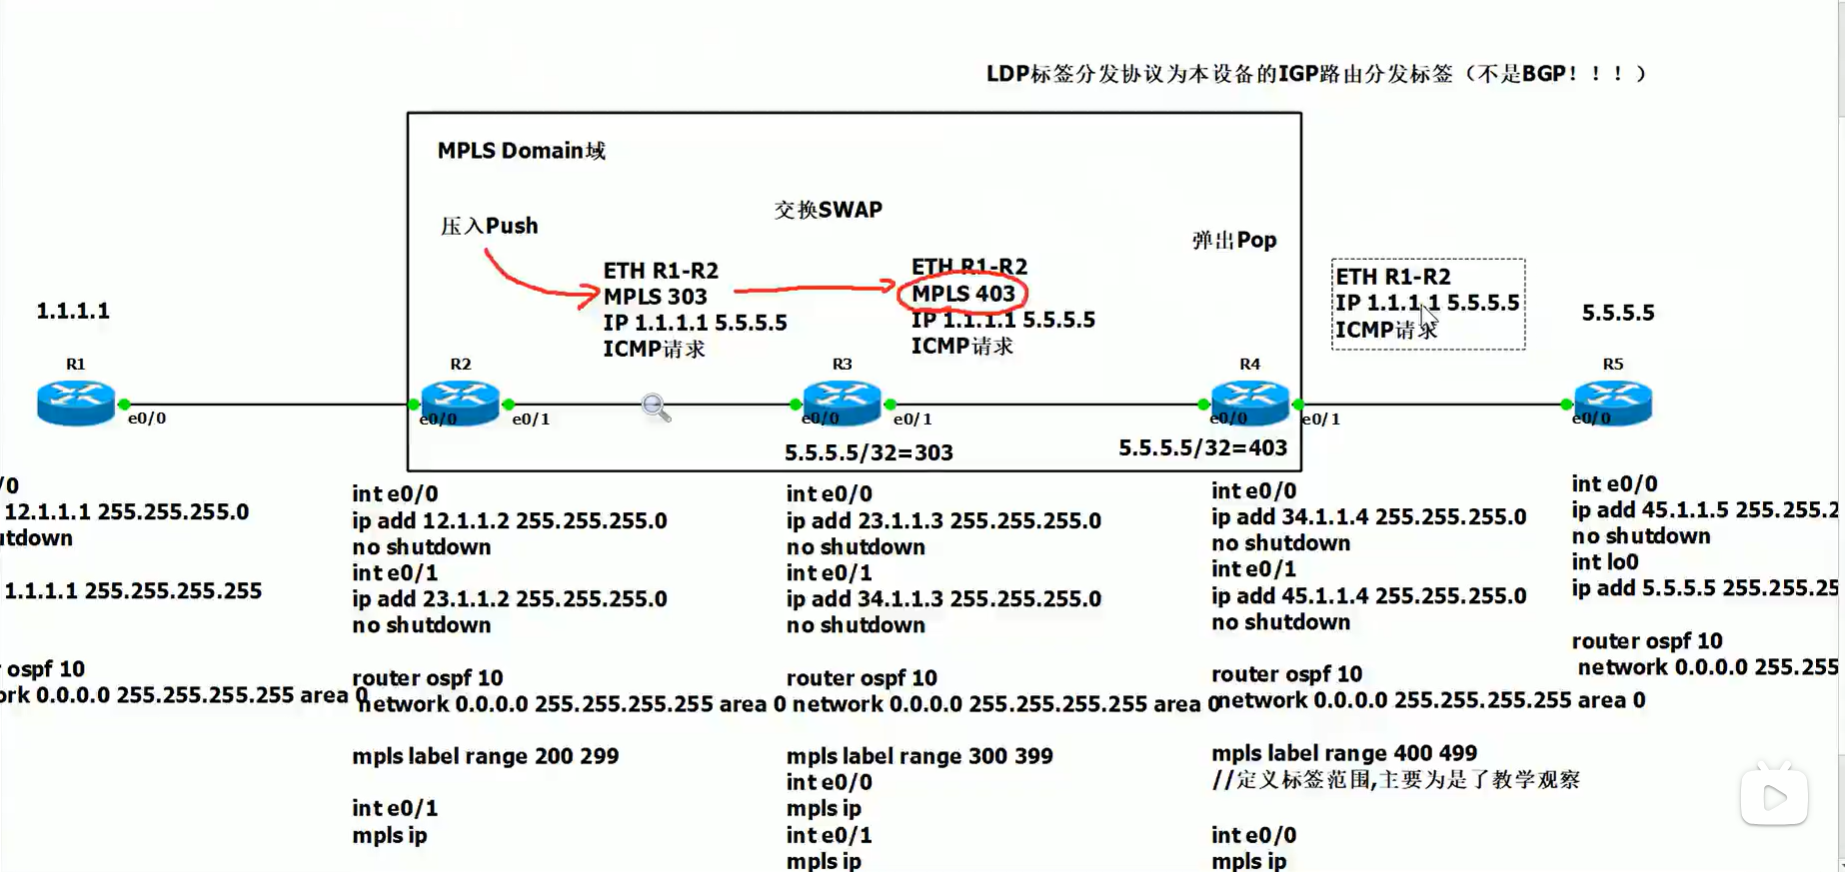 LDP标签分发协议为本设备的IGP路由分发标签（不是BGP！！！）
MPLS Domain域
压入Push
交换SWAP
弹出Pop
ETH R1-R2
MPLS 303
IP 1.1.1.1 5.5.5.5
ICMP请求
ETH R1-R2
MPLS 403
IP 1.1.1.1 5.5.5.5
ICMP请求
ETH R1-R2
IP 1.1.1.1 5.5.5.5
ICMP请求
1.1.1.1
5.5.5.5
R1
R2
R3
R4
R5
e0/0
e0/0
e0/1
e0/0
e0/1
e0/0
e0/1
e0/0
5.5.5.5/32=303
5.5.5.5/32=403
/0
12.1.1.1 255.255.255.0
utdown
1.1.1.1 255.255.255.255
r ospf 10
ork 0.0.0.0 255.255.255.255 area 0
int e0/0
ip add 12.1.1.2 255.255.255.0
no shutdown
int e0/1
ip add 23.1.1.2 255.255.255.0
no shutdown
router ospf 10
network 0.0.0.0 255.255.255.255 area 0
mpls label range 200 299
int e0/1
mpls ip
int e0/0
ip add 23.1.1.3 255.255.255.0
no shutdown
int e0/1
ip add 34.1.1.3 255.255.255.0
no shutdown
router ospf 10
network 0.0.0.0 255.255.255.255 area 0
mpls label range 300 399
int e0/0
mpls ip
int e0/1
mpls ip
int e0/0
ip add 34.1.1.4 255.255.255.0
no shutdown
int e0/1
ip add 45.1.1.4 255.255.255.0
no shutdown
router ospf 10
network 0.0.0.0 255.255.255.255 area 0
mpls label range 400 499
//定义标签范围,主要为是了教学观察
int e0/0
mpls ip
int e0/0
ip add 45.1.1.5 255.255.2
no shutdown
int lo0
ip add 5.5.5.5 255.255.25
router ospf 10
network 0.0.0.0 255.255